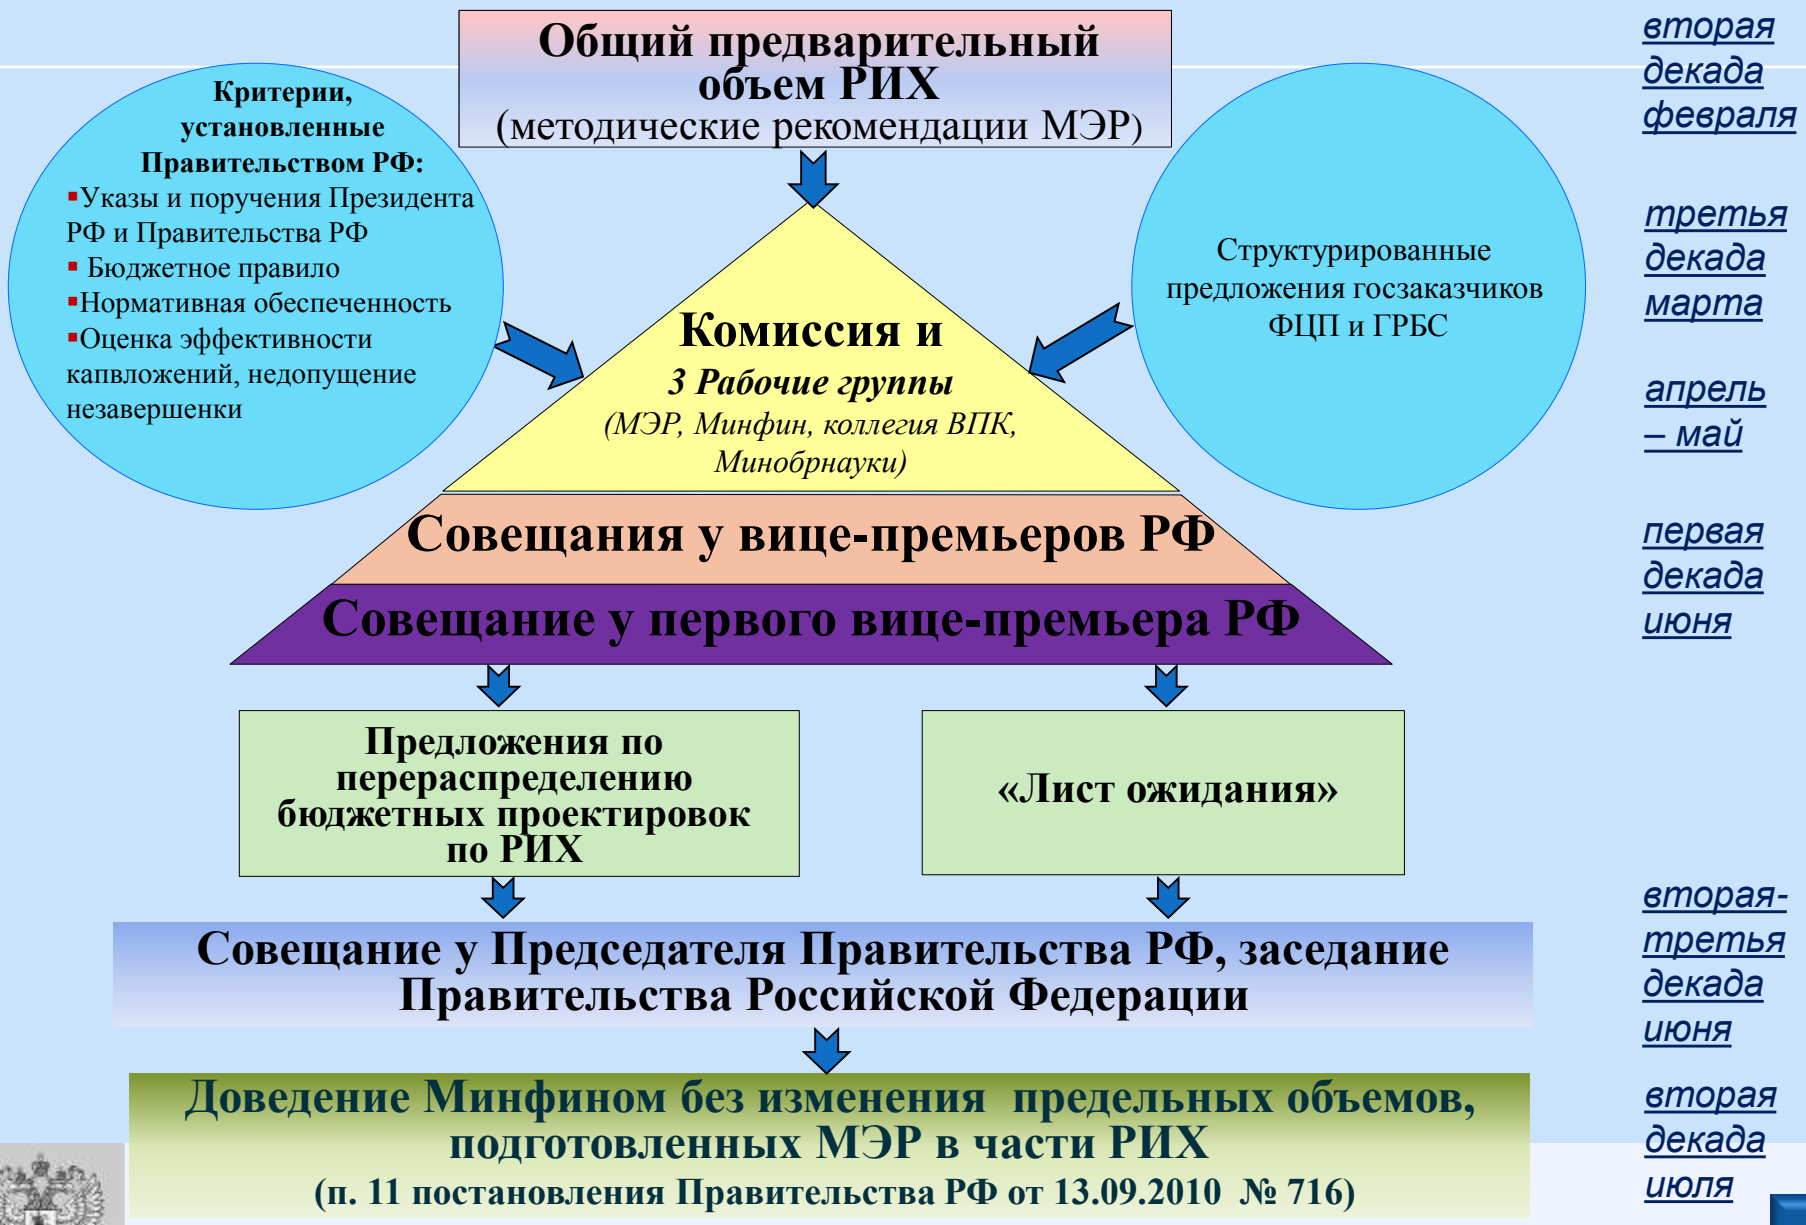 Общий предварительный
объем РИХ
(методические рекомендации МЭР)
Критерии,
установленные
Правительством РФ:
▪Указы и поручения Президента
РФ и Правительства РФ
▪ Бюджетное правило
▪Нормативная обеспеченность
▪Оценка эффективности
капвложений, недопущение
незавершенки
Структурированные
предложения госзаказчиков
ФЦП и ГРБС
Комиссия и
3 Рабочие группы
(МЭР, Минфин, коллегия ВПК,
Минобрнауки)
Совещания у вице-премьеров РФ
Совещание у первого вице-премьера РФ
Предложения по
перераспределению
бюджетных проектировок
по РИХ
«Лист ожидания»
Совещание у Председателя Правительства РФ, заседание
Правительства Российской Федерации
Доведение Минфином без изменения предельных объемов,
подготовленных МЭР в части РИХ
(п. 11 постановления Правительства РФ от 13.09.2010 № 716)
вторая
декада
февраля
третья
декада
марта
апрель
– май
первая
декада
июня
вторая-
третья
декада
июня
вторая
декада
июля